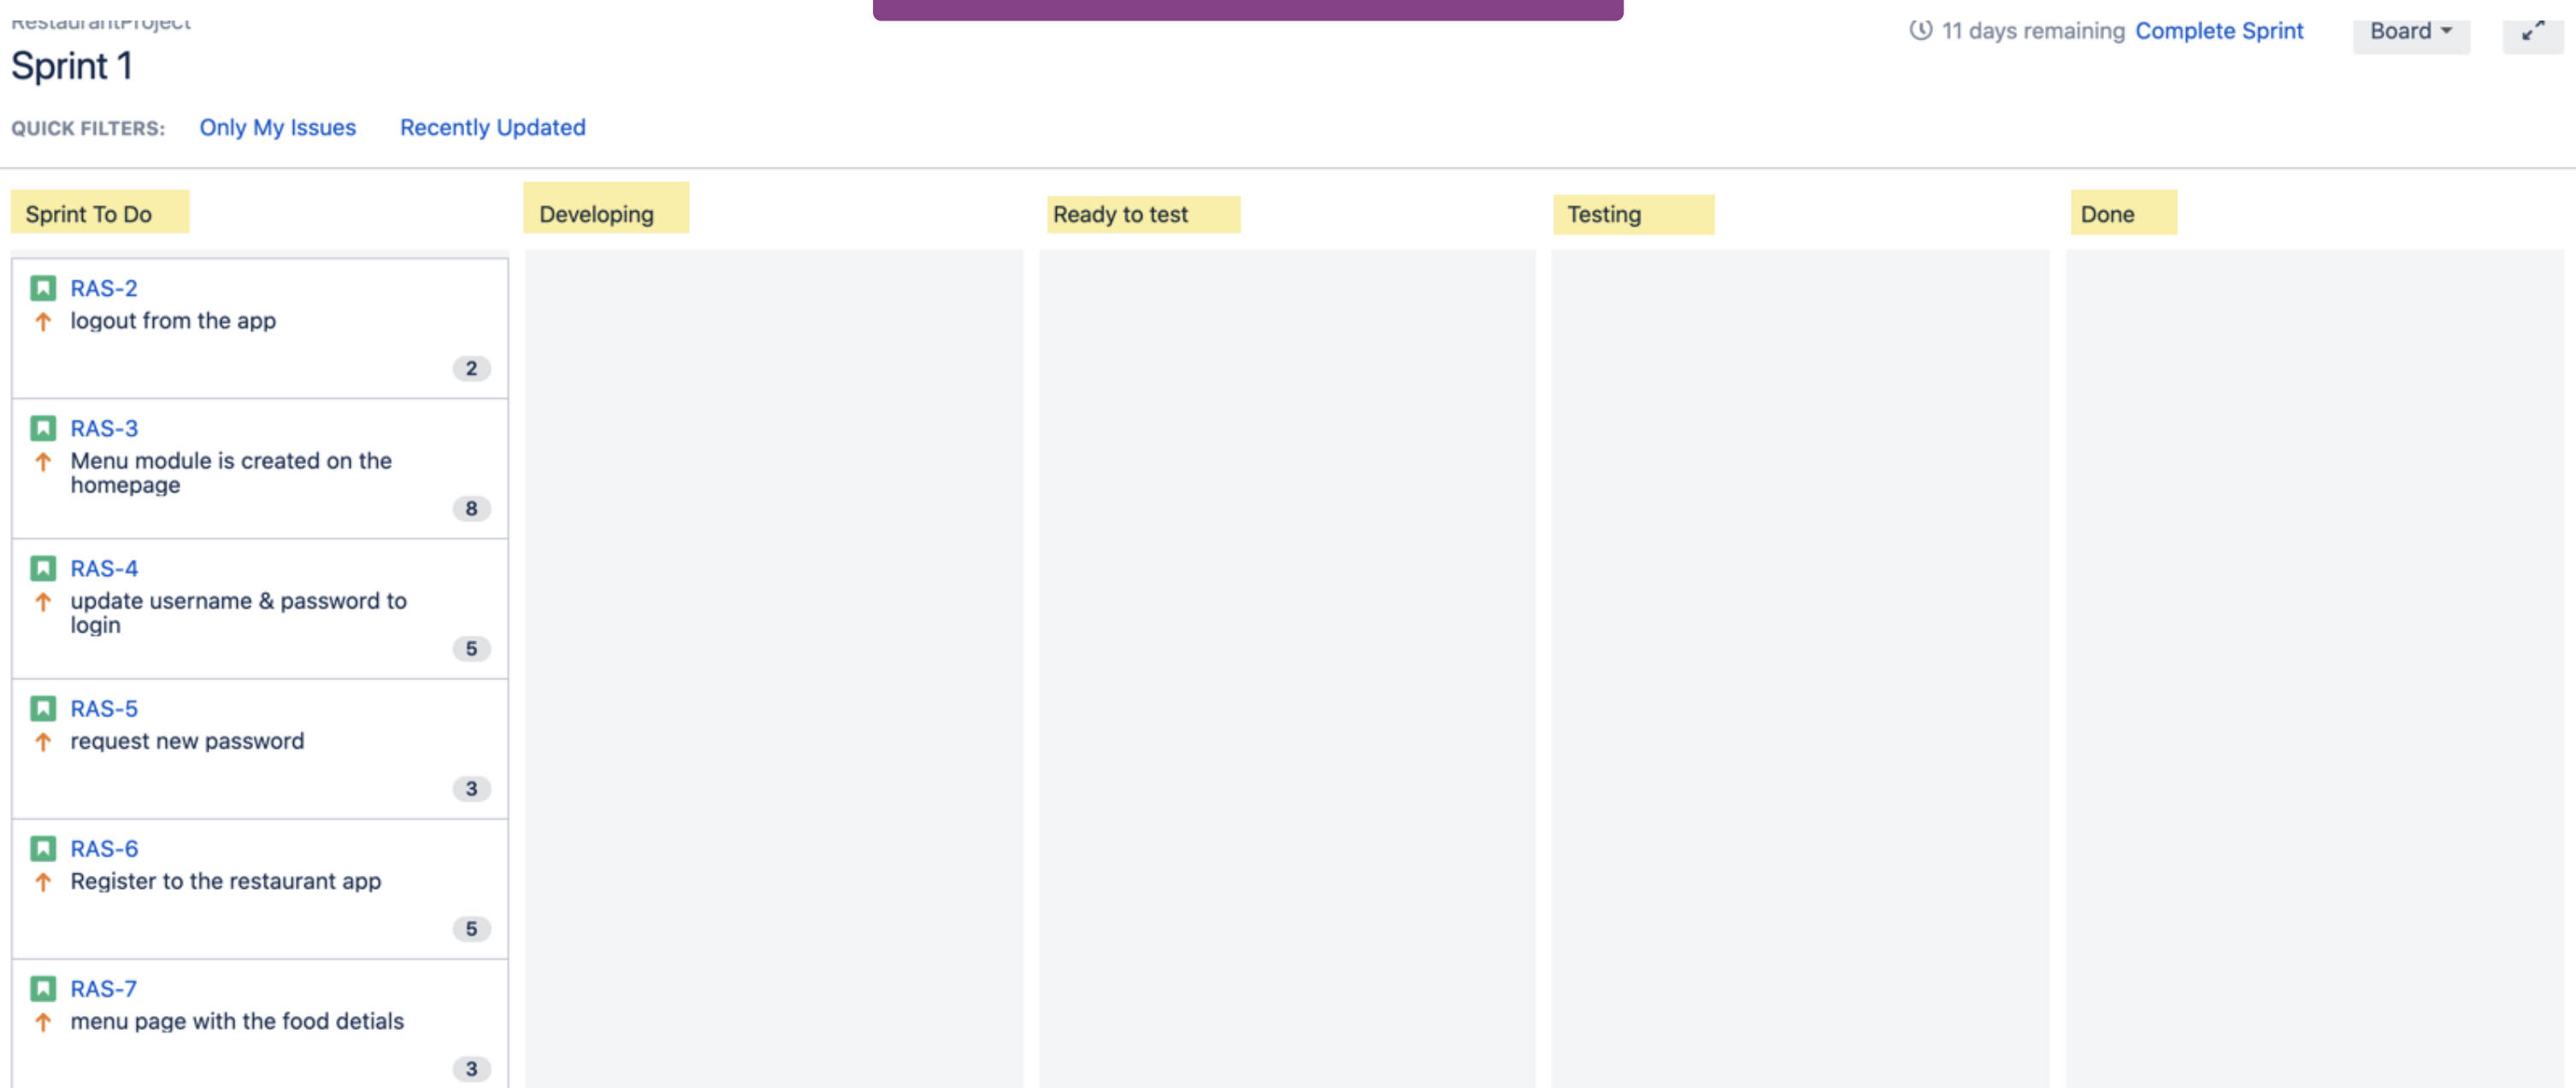 RestaurantProject
11 days remaining Complete Sprint Board
Sprint 1
QUICK FILTERS: Only My Issues Recently Updated
Sprint To Do Developing Ready to test Testing Done
RAS-2
logout from the app
2
RAS-3
Menu module is created on the
homepage
8
RAS-4
update username & password to
login
5
RAS-5
request new password
3
RAS-6
Register to the restaurant app
5
RAS-7
menu page with the food detials
3